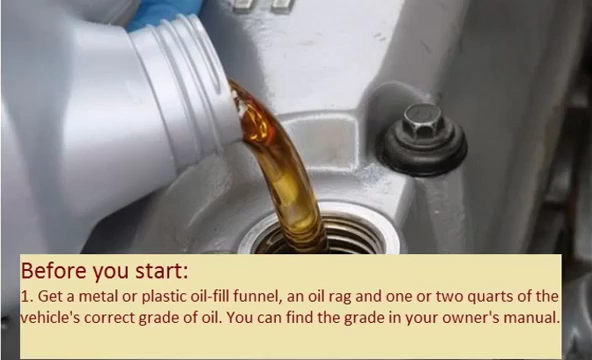 Before you start:
1. Get a metal or plastic oil-fill funnel, an oil rag and one or two quarts of the
vehicle's correct grade of oil. You can find the grade in your owner's manual.